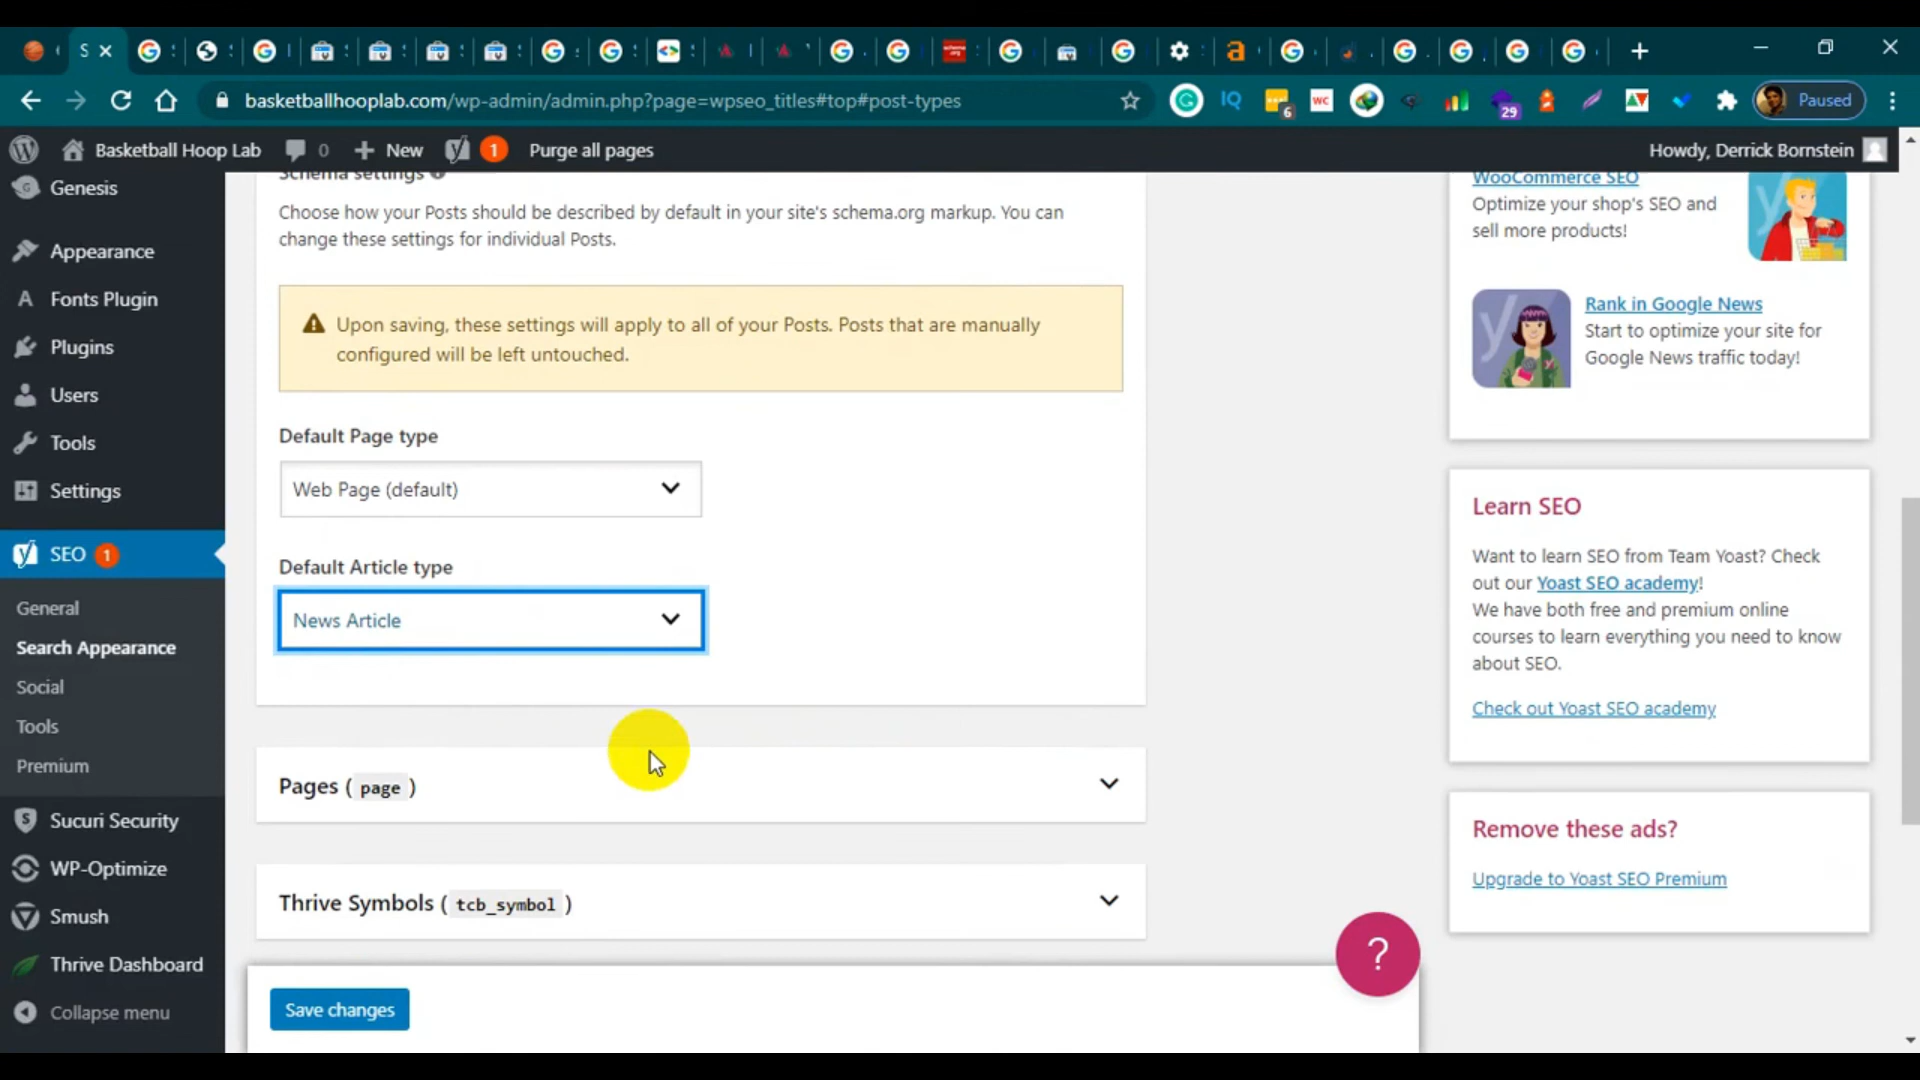 S
basketballhooplab.com/wp-admin/admin.php?page=wpseo_titles#top#post-types
IQ
6
WC
29
Paused
Basketball Hoop Lab
0
New
1
Purge all pages
Howdy, Derrick Bornstein
Genesis
Appearance
Fonts Plugin
Plugins
Users
Tools
Settings
SEO 1
General
Search Appearance
Social
Tools
Premium
Sucuri Security
WP-Optimize
Smush
Thrive Dashboard
Collapse menu
Schema settings
Choose how your Posts should be described by default in your site's schema.org markup. You can
change these settings for individual Posts.
Upon saving, these settings will apply to all of your Posts. Posts that are manually
configured will be left untouched.
Default Page type
Web Page (default)
Default Article type
News Article
Pages ( page )
Thrive Symbols ( tcb_symbol )
Save changes
?
WooCommerce SEO
Optimize your shop's SEO and
sell more products!
Rank in Google News
Start to optimize your site for
Google News traffic today!
Learn SEO
Want to learn SEO from Team Yoast? Check
out our Yoast SEO academy!
We have both free and premium online
courses to learn everything you need to know
about SEO.
Check out Yoast SEO academy
Remove these ads?
Upgrade to Yoast SEO Premium